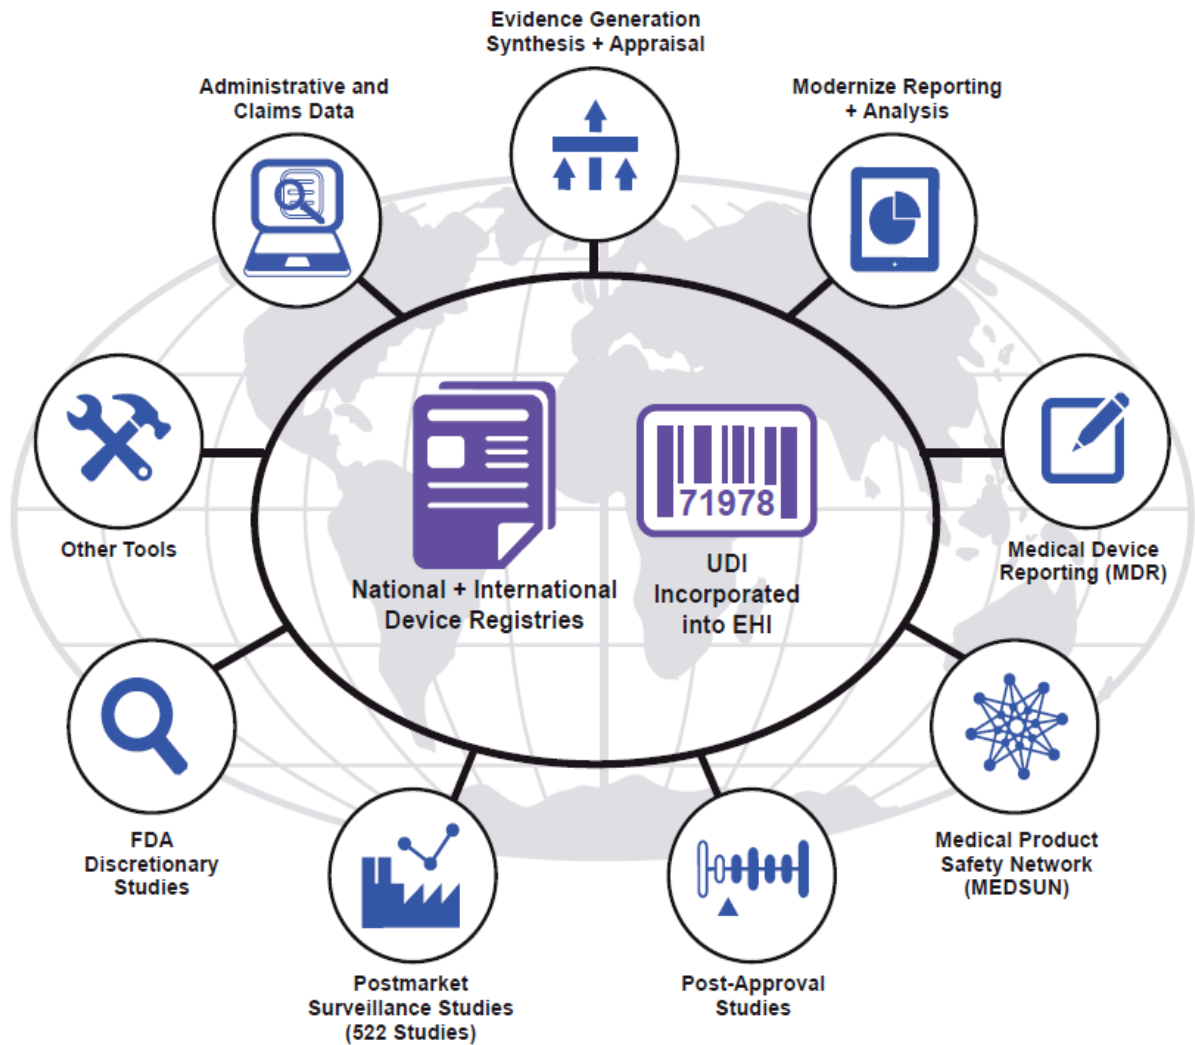 Evidence Generation
Synthesis + Appraisal
Administrative and
Claims Data
Modernize Reporting
+ Analysis
71978
National + International
Device Registries
UDI
Incorporated
into EHI
Other Tools
Medical Device
Reporting (MDR)
FDA
Discretionary
Studies
Medical Product
Safety Network
(MEDSUN)
Postmarket
Surveillance Studies
(522 Studies)
Post-Approval
Studies